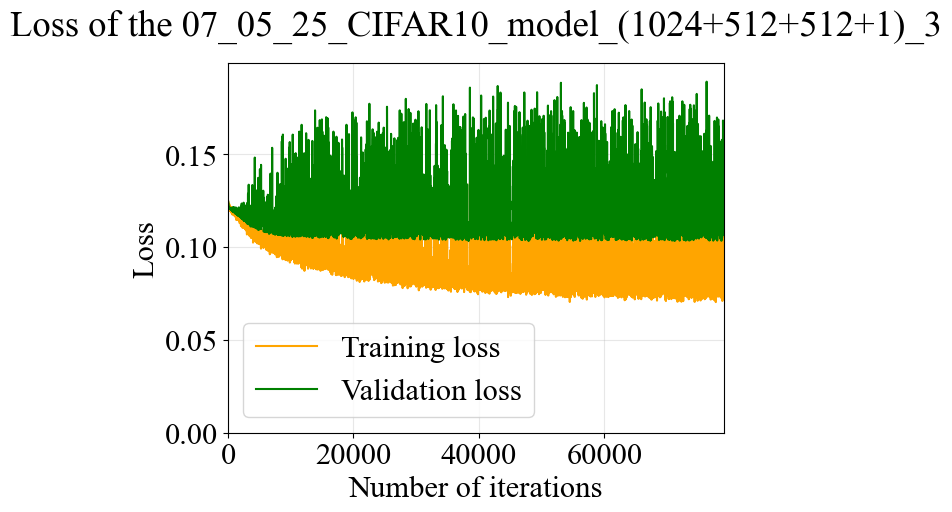 Loss of the 07_05_25_CIFAR10_model_(1024+512+512+1)_3
Loss
0.15
0.10
0.05
0.00
Training loss
Validation loss
0 20000 40000 60000
Number of iterations